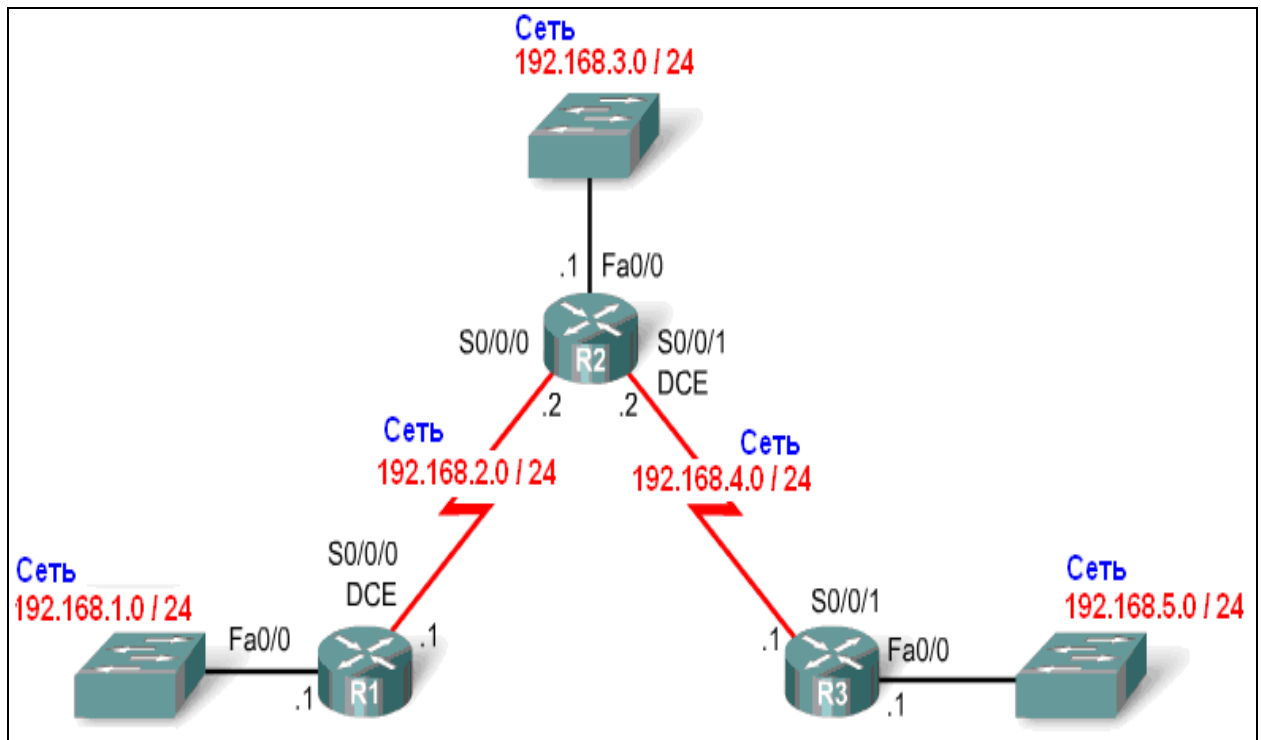 Сеть
192.168.3.0 / 24
.1 Fa0/0
S0/0/0
R2
S0/0/1
DCE
.2
.2
Сеть
192.168.2.0 / 24
Сеть
192.168.4.0 / 24
S0/0/0
DCE
Сеть
192.168.1.0 / 24
Fa0/0
.1
R1
.1
S0/0/1
Сеть
192.168.5.0 / 24
.1
R3
Fa0/0
.1